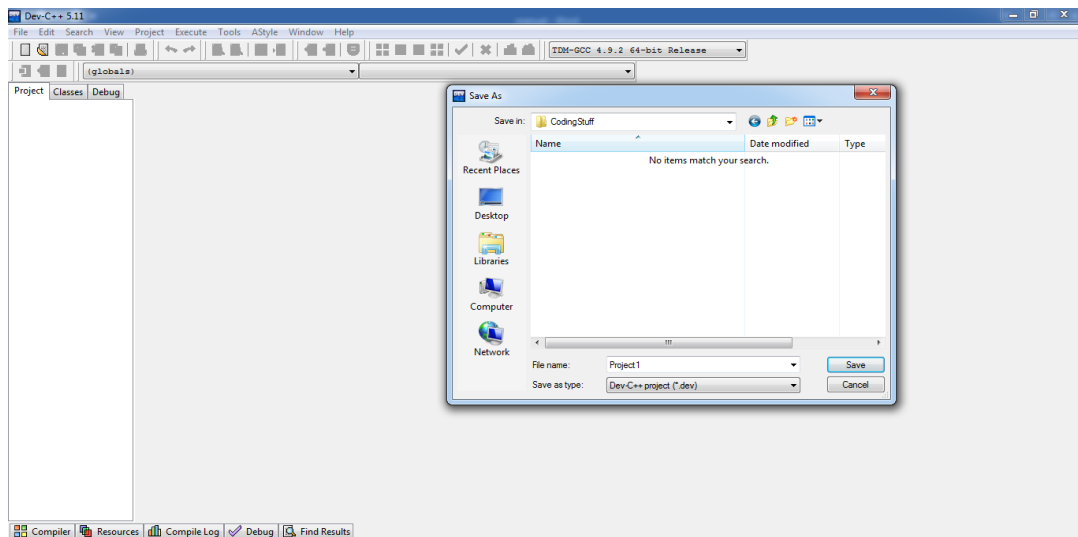 Dev-C++ 5.11
File Edit Search View Project Execute Tools AStyle Window Help
TDM-GCC 4.9.2 64-bit Release
(globals)
Project Classes Debug
Save As
Save in: CodingStuff
Name Date modified Type
No items match your search.
Recent Places
Desktop
Libraries
Computer
Network
File name: Project1 Save
Save as type: Dev-C++ project (*.dev) Cancel
Compiler Resources Compile Log Debug Find Results